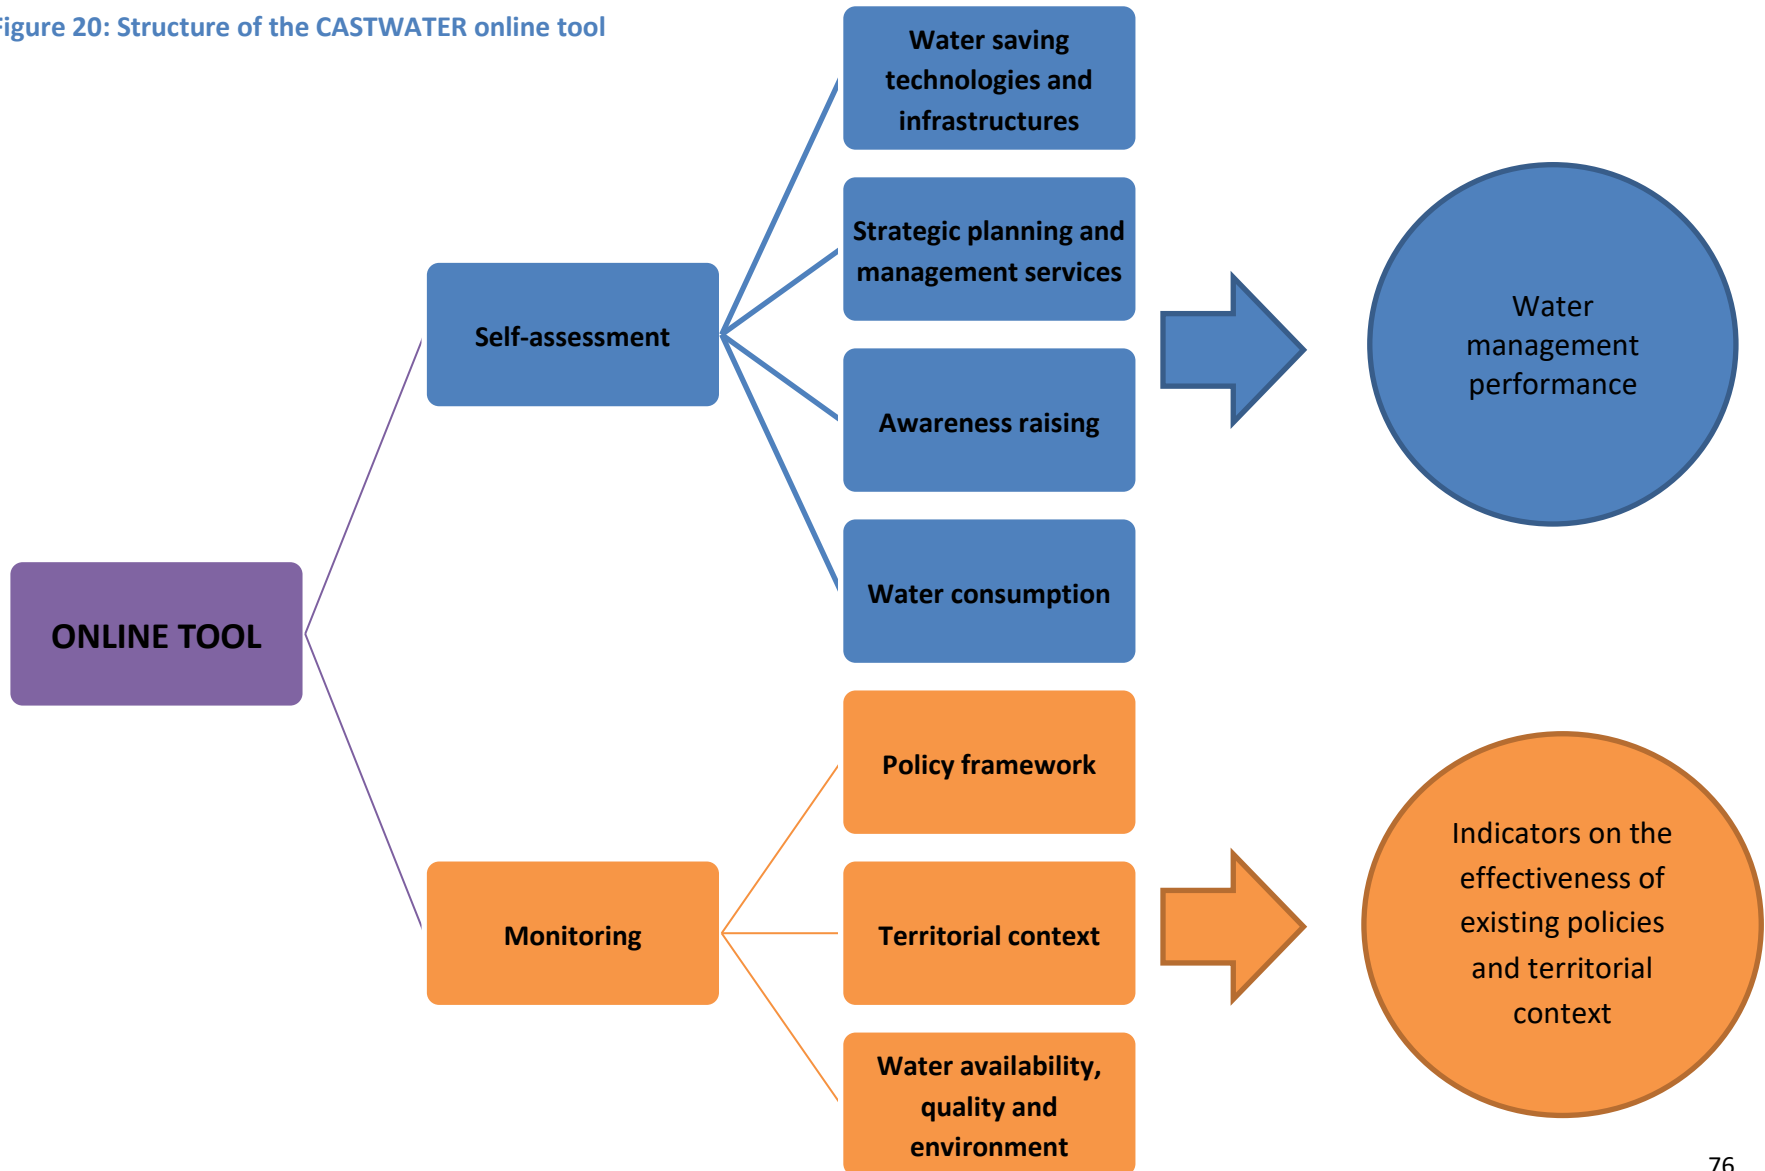 Figure 20: Structure of the CASTWATER online tool
Water saving
technologies and
infrastructures
Strategic planning and
management services
Self-assessment
Awareness raising
Water consumption
Water
management
performance
ONLINE TOOL
Policy framework
Monitoring
Territorial context
Water availability,
quality and
environment
Indicators on the
effectiveness of
existing policies
and territorial
context
76